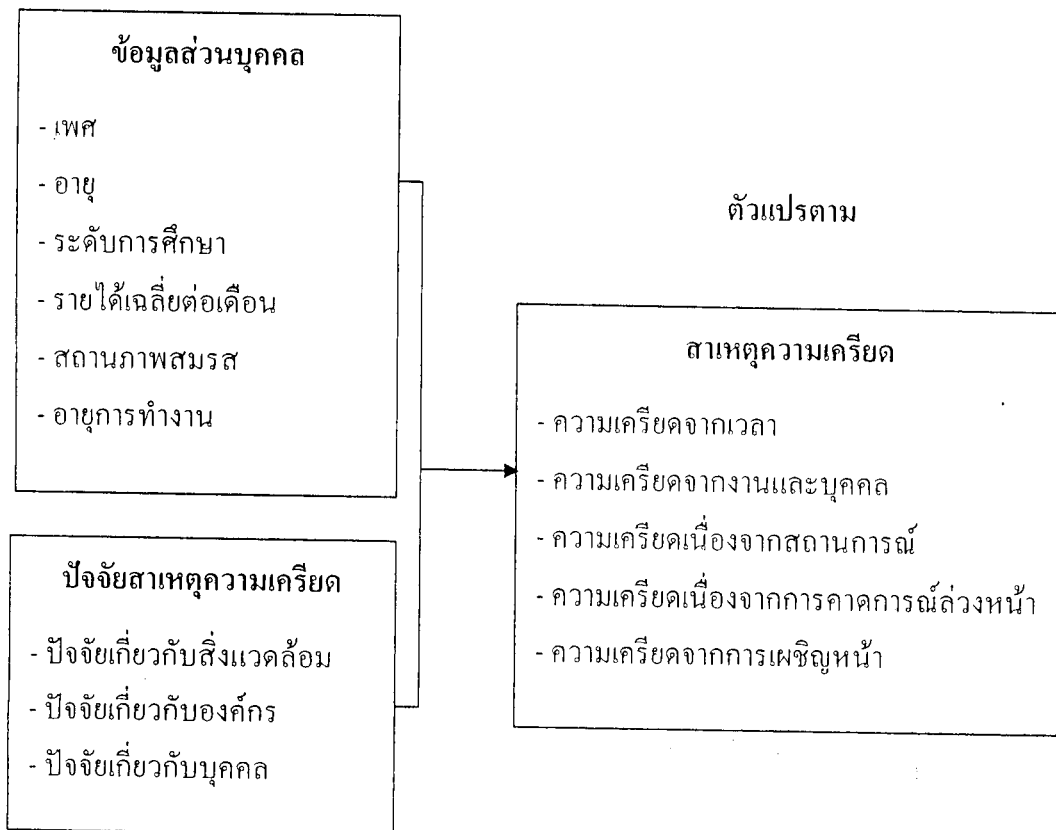 ข้อมูลส่วนบุคคล
- เพศ
- อายุ
- ระดับการศึกษา
- รายได้เฉลี่ยต่อเดือน
- สถานภาพสมรส
- อายุการทำงาน
ปัจจัยสาเหตุความเครียด
- ปัจจัยเกี่ยวกับสิ่งแวดล้อม
- ปัจจัยเกี่ยวกับองค์กร
- ปัจจัยเกี่ยวกับบุคคล
ตัวแปรตาม
สาเหตุความเครียด
- ความเครียดจากเวลา
- ความเครียดจากงานและบุคคล
- ความเครียดเนื่องจากสถานการณ์
- ความเครียดเนื่องจากการคาดการณ์ล่วงหน้า
- ความเครียดจากการเผชิญหน้า